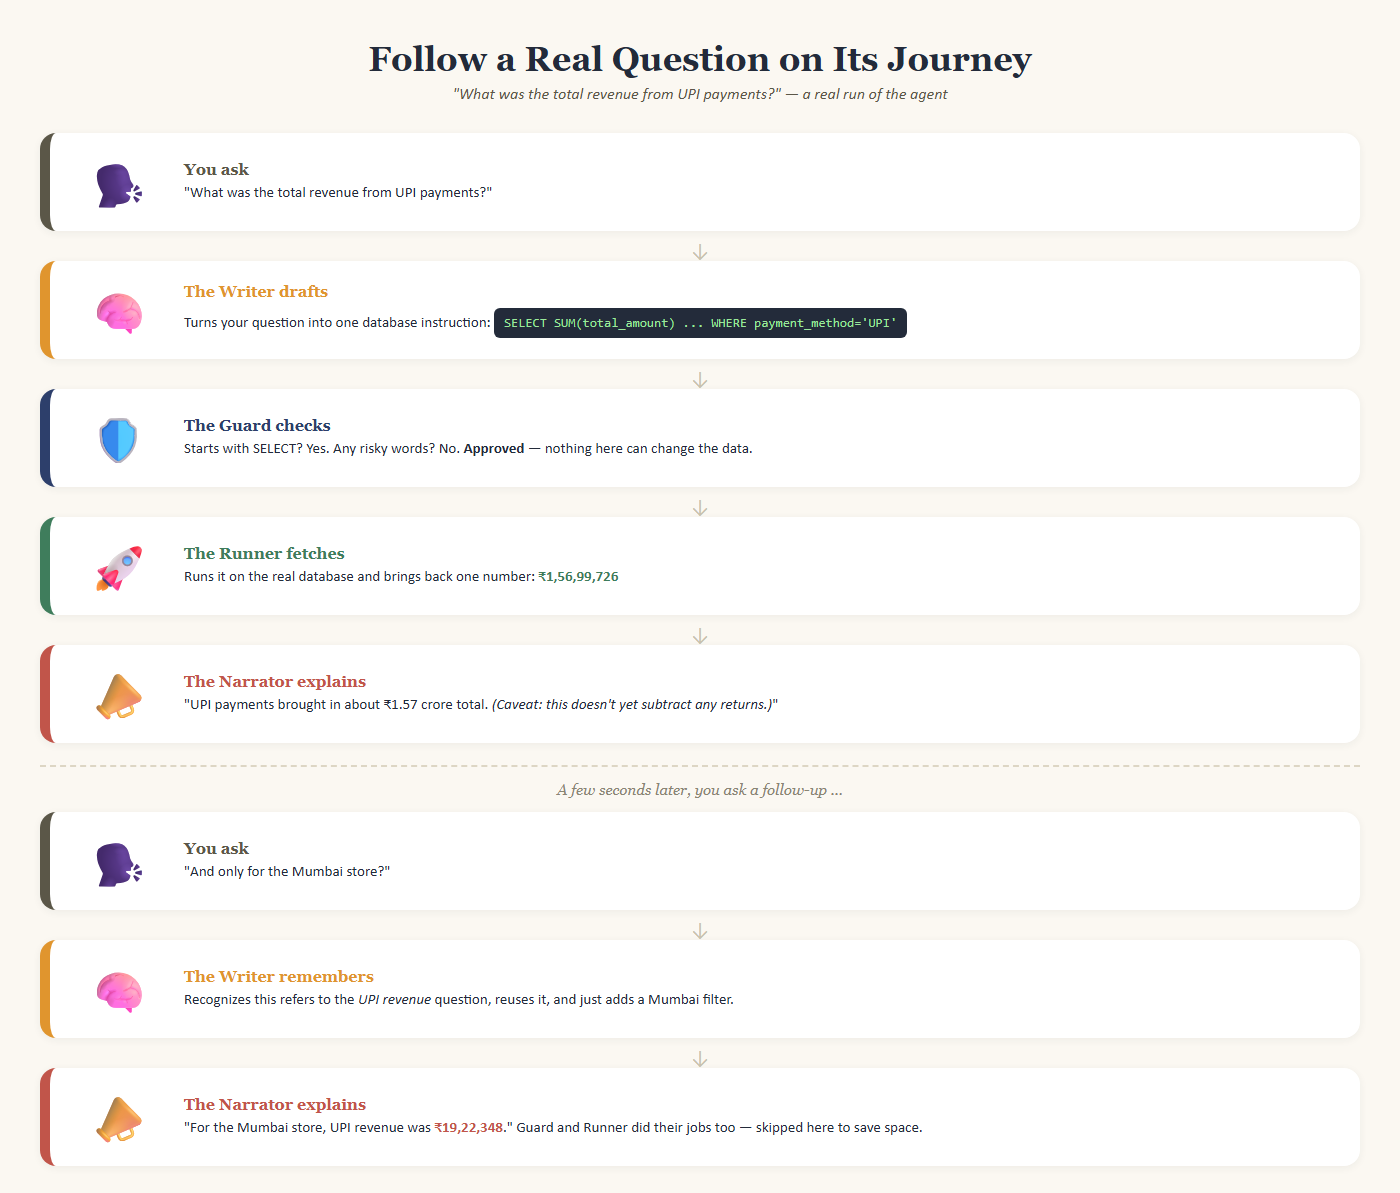 Follow a Real Question on Its Journey
"What was the total revenue from UPI payments?" — a real run of the agent
You ask
"What was the total revenue from UPI payments?"
The Writer drafts
Turns your question into one database instruction: SELECT SUM(total_amount) ... WHERE payment_method='UPI'
The Guard checks
Starts with SELECT? Yes. Any risky words? No. Approved — nothing here can change the data.
The Runner fetches
Runs it on the real database and brings back one number: ₹1,56,99,726
The Narrator explains
"UPI payments brought in about ₹1.57 crore total. (Caveat: this doesn't yet subtract any returns.)"
A few seconds later, you ask a follow-up ...
You ask
"And only for the Mumbai store?"
The Writer remembers
Recognizes this refers to the UPI revenue question, reuses it, and just adds a Mumbai filter.
The Narrator explains
"For the Mumbai store, UPI revenue was ₹19,22,348." Guard and Runner did their jobs too — skipped here to save space.